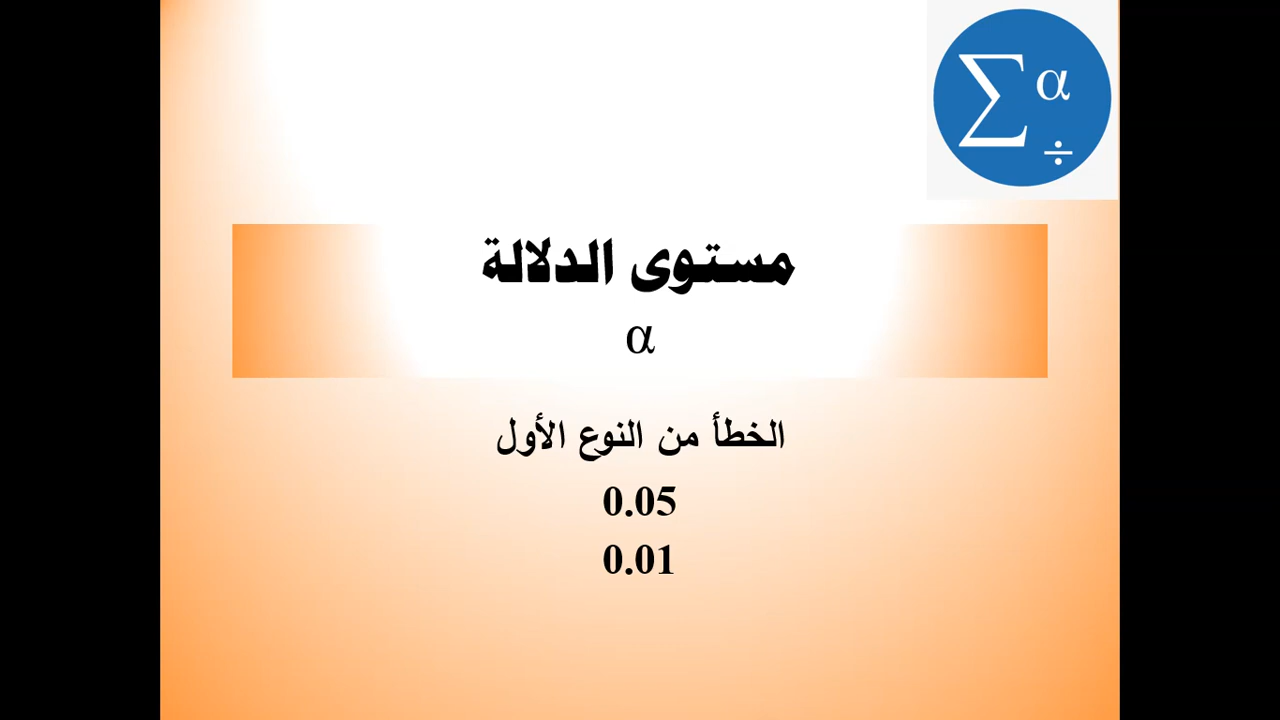 Σ α
÷
مستوى الدلالة
α
الخطأ من النوع الأول
0.05
0.01